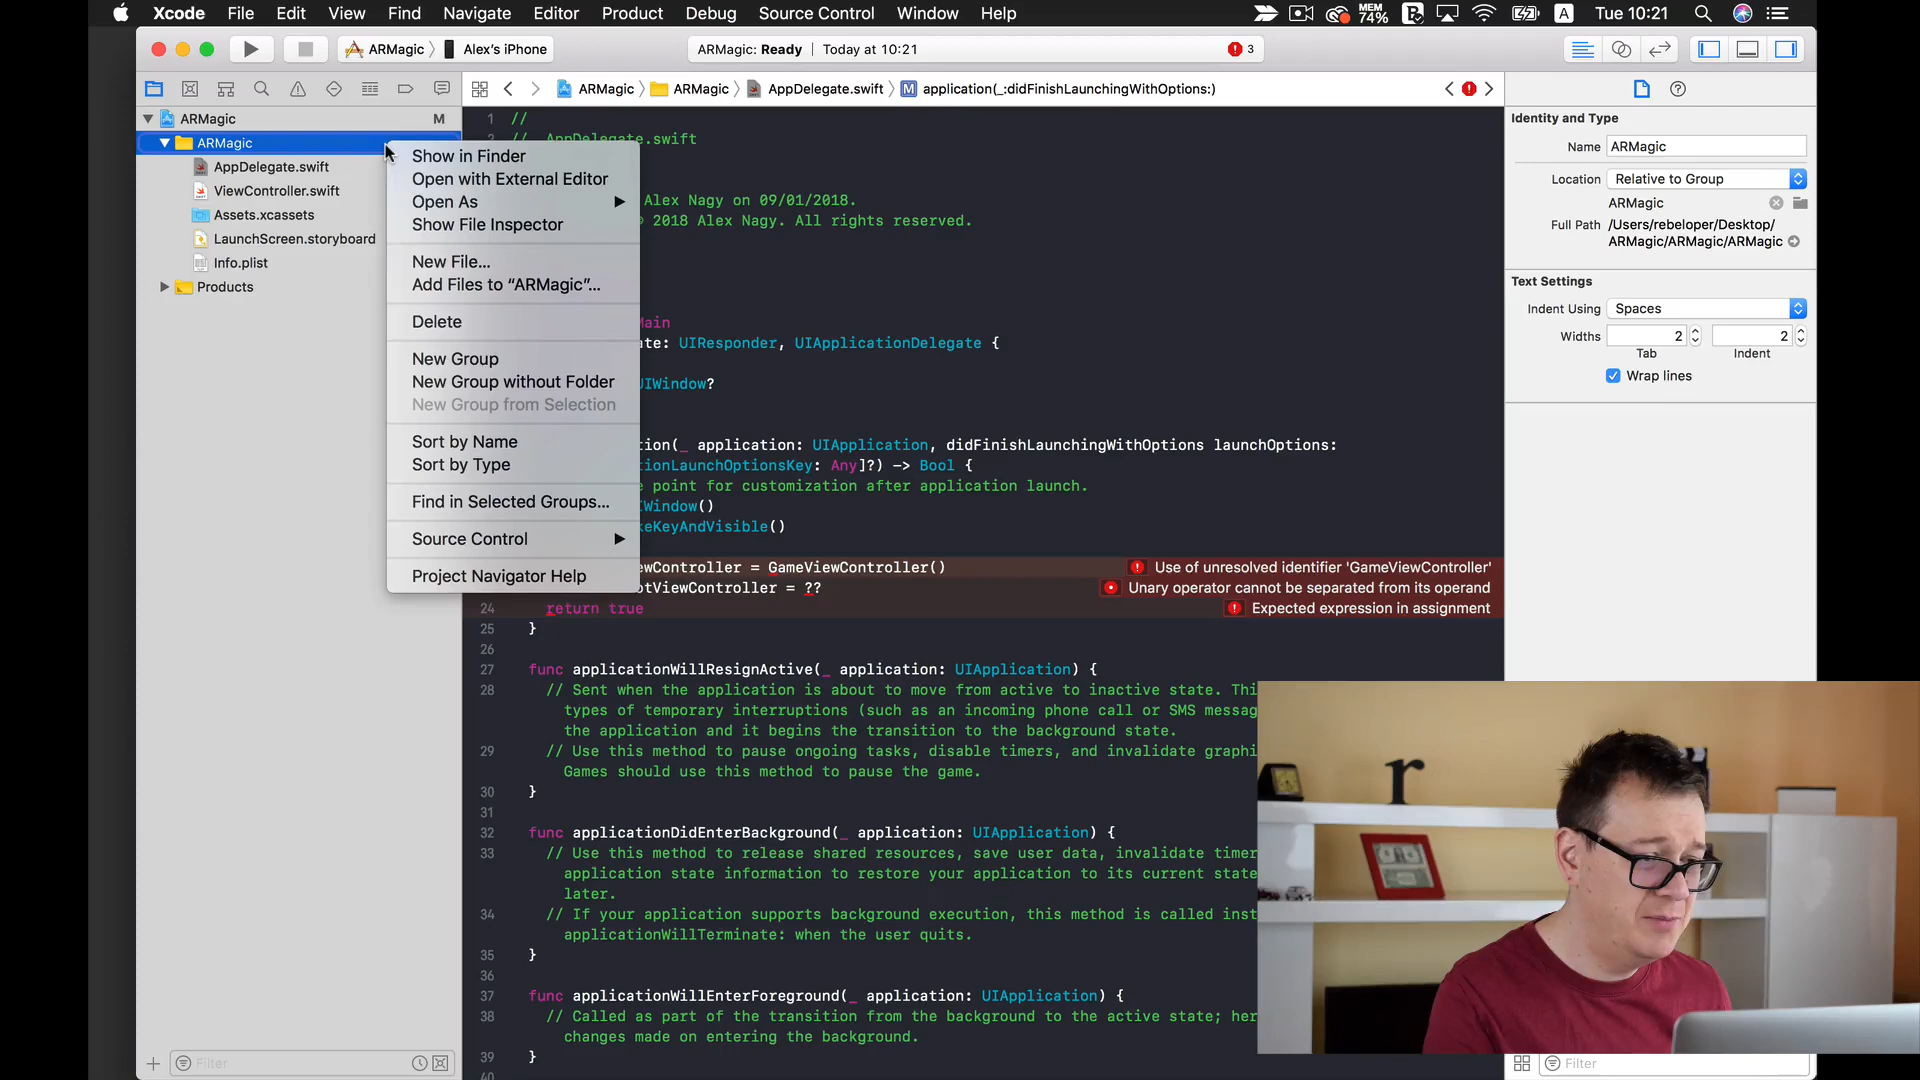 Xcode File Edit View Find Navigate Editor Product Debug Source Control Window Help MEM 74% A Tue 10:21
ARMagic Alex's iPhone ARMagic: Ready Today at 10:21 3
ARMagic ARMagic AppDelegate.swift M application(_:didFinishLaunchingWithOptions:)
ARMagic M
ARMagic
AppDelegate.swift
ViewController.swift
Assets.xcassets
LaunchScreen.storyboard
Info.plist
Products
Filter
Show in Finder
Open with External Editor
Open As
Show File Inspector
New File...
Add Files to “ARMagic”...
Delete
New Group
New Group without Folder
New Group from Selection
Sort by Name
Sort by Type
Find in Selected Groups...
Source Control
Project Navigator Help
1 //
// AppDelegate.swift
Alex Nagy on 09/01/2018.
2018 Alex Nagy. All rights reserved.
Main
ate: UIResponder, UIApplicationDelegate {
UIWindow?
tion(_ application: UIApplication, didFinishLaunchingWithOptions launchOptions:
tionLaunchOptionsKey: Any]?) -> Bool {
point for customization after application launch.
Window()
keKeyAndVisible()
wController = GameViewController() Use of unresolved identifier 'GameViewController'
otViewController = ?? Unary operator cannot be separated from its operand
24 return true Expected expression in assignment
25 }
26
27 func applicationWillResignActive(_ application: UIApplication) {
28 // Sent when the application is about to move from active to inactive state. Thi
types of temporary interruptions (such as an incoming phone call or SMS messag
the application and it begins the transition to the background state.
29 // Use this method to pause ongoing tasks, disable timers, and invalidate graphi
Games should use this method to pause the game.
30 }
31
32 func applicationDidEnterBackground(_ application: UIApplication) {
33 // Use this method to release shared resources, save user data, invalidate timer
application state information to restore your application to its current state
later.
34 // If your application supports background execution, this method is called inst
applicationWillTerminate: when the user quits.
35 }
36
37 func applicationWillEnterForeground(_ application: UIApplication) {
38 // Called as part of the transition from the background to the active state; her
changes made on entering the background.
39 }
40
Identity and Type
Name ARMagic
Location Relative to Group
ARMagic
Full Path /Users/rebeloper/Desktop/
ARMagic/ARMagic/ARMagic
Text Settings
Indent Using Spaces
Widths 2 2
Tab Indent
Wrap lines
r
Filter